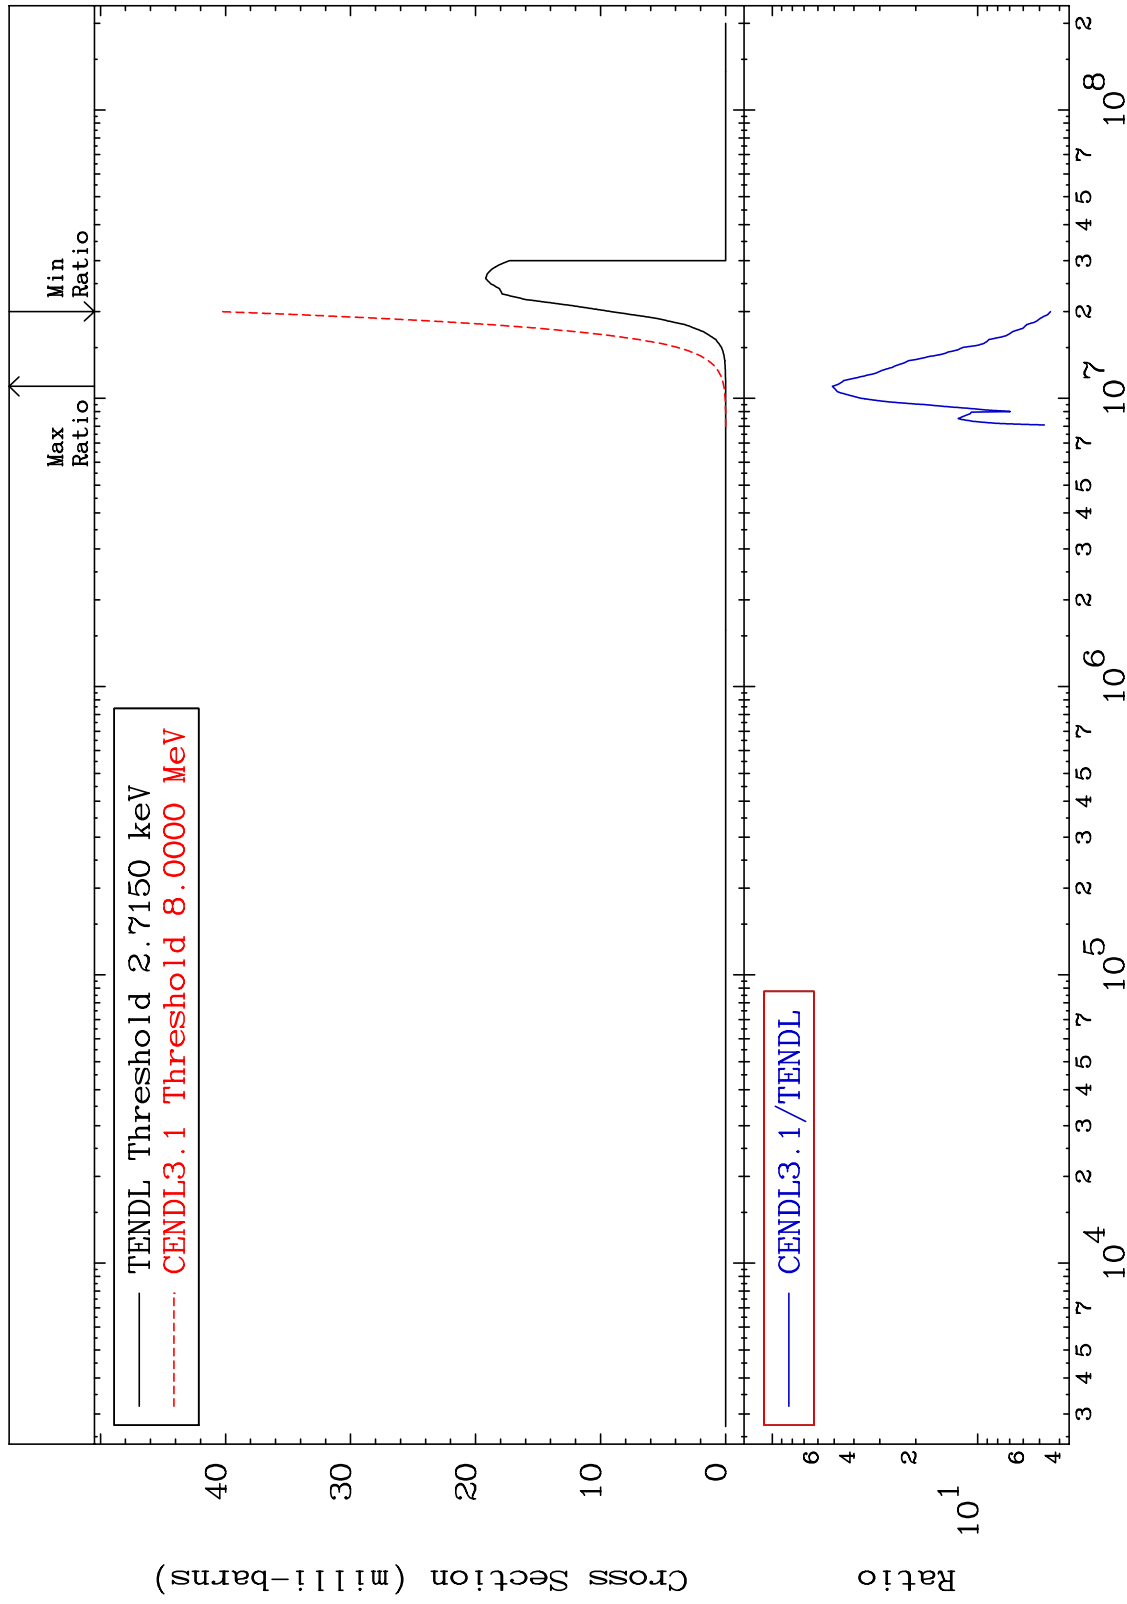 Max
Ratio
Min
Ratio
TENDL Threshold 2.7150 keV
CENDL3.1 Threshold 8.0000 MeV
Cross Section (milli-barns)
40
30
20
10
0
CENDL3.1/TENDL
Ratio
6
4
2
10^1
6
4
3 4 5 7 10^4 2 3 4 5 7 10^5 2 3 4 5 7 10^6 2 3 4 5 7 10^7 2 3 4 5 7 10^8 2